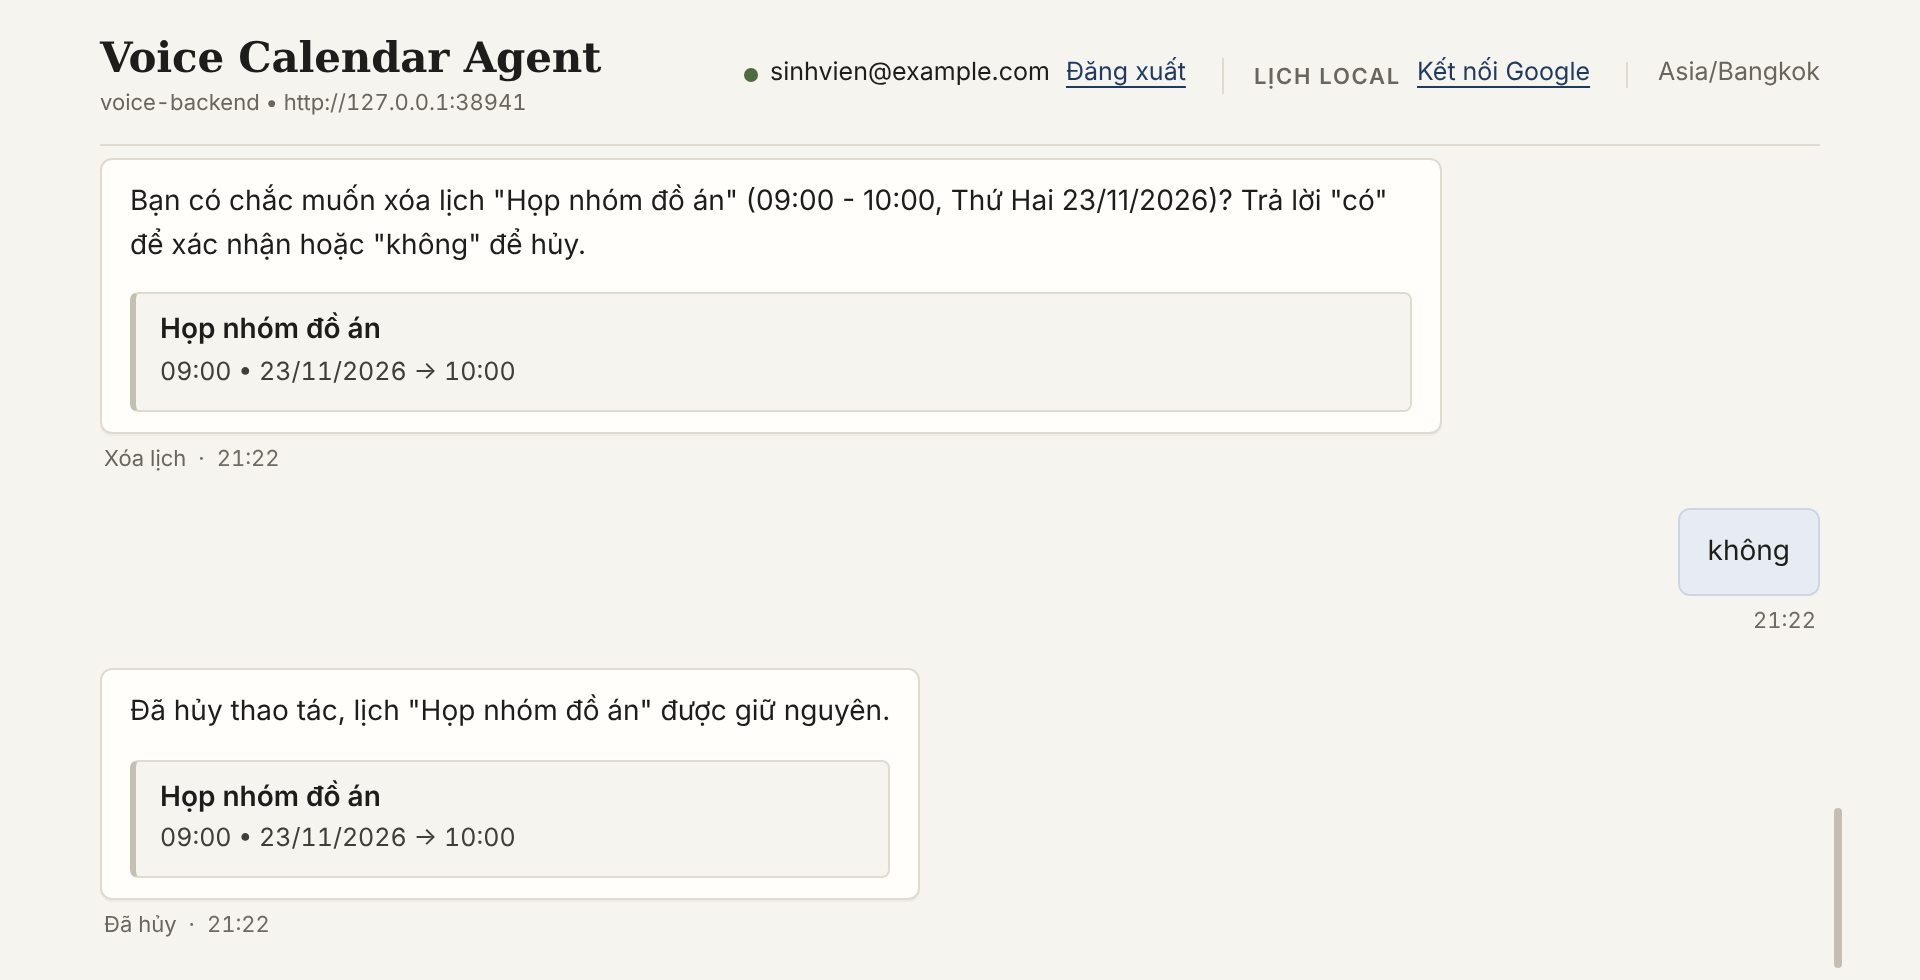 Voice Calendar Agent
voice-backend • http://127.0.0.1:38941
sinhvien@example.com Đăng xuất LỊCH LOCAL Kết nối Google Asia/Bangkok
Bạn có chắc muốn xóa lịch "Họp nhóm đồ án" (09:00 - 10:00, Thứ Hai 23/11/2026)? Trả lời "có"
để xác nhận hoặc "không" để hủy.
Họp nhóm đồ án
09:00 • 23/11/2026 → 10:00
Xóa lịch · 21:22
không
21:22
Đã hủy thao tác, lịch "Họp nhóm đồ án" được giữ nguyên.
Họp nhóm đồ án
09:00 • 23/11/2026 → 10:00
Đã hủy · 21:22